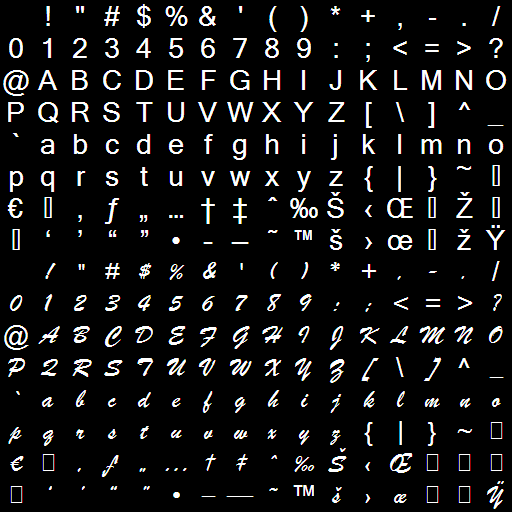 ! " # $ % & ' ( ) * + , - . /
0 1 2 3 4 5 6 7 8 9 : ; < = > ?
@ A B C D E F G H I J K L M N O
P Q R S T U V W X Y Z [ \ ] ^ _
` a b c d e f g h i j k l m n o
p q r s t u v w x y z { | } ~ ▯
€ ▯ ‚ ƒ „ … † ‡ ˆ ‰ Š ‹ Œ ▯ Ž ▯
▯ ‘ ’ “ ” • – — ˜ ™ š › œ ▯ ž Ÿ
! " # $ % & ' ( ) * + , - . /
0 1 2 3 4 5 6 7 8 9 : ; < = > ?
@ A B C D E F G H I J K L M N O
P Q R S T U V W X Y Z [ \ ] ^ _
` a b c d e f g h i j k l m n o
p q r s t u v w x y z { | } ~ ▯
€ ▯ ‚ ƒ „ … † ‡ ˆ ‰ Š ‹ Œ ▯ ▯ ▯
▯ ‘ ’ “ ” • – — ˜ ™ š › œ ▯ ▯ Ÿ